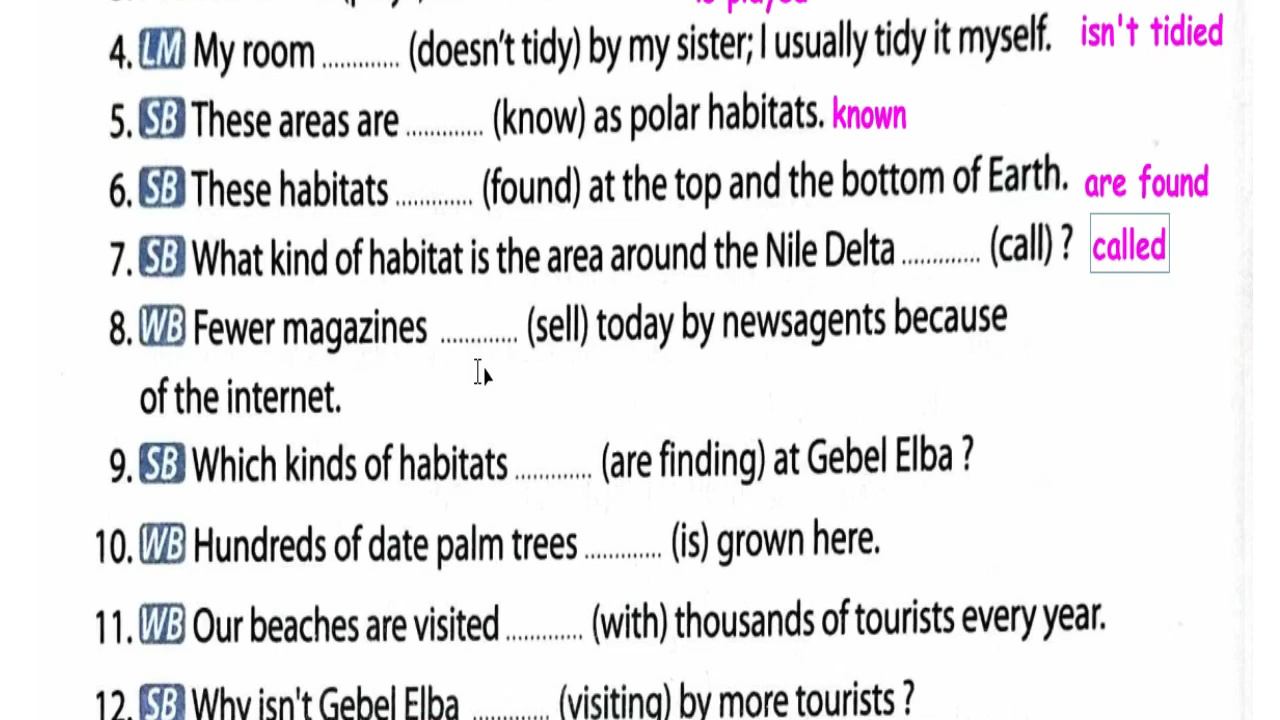 is played
4. LM My room ............. (doesn't tidy) by my sister; I usually tidy it myself. isn't tidied
5. SB These areas are ............. (know) as polar habitats. known
6. SB These habitats ............. (found) at the top and the bottom of Earth. are found
7. SB What kind of habitat is the area around the Nile Delta ............. (call) ? called
8. WB Fewer magazines ............. (sell) today by newsagents because
of the internet.
9. SB Which kinds of habitats ............. (are finding) at Gebel Elba ?
10. WB Hundreds of date palm trees ............. (is) grown here.
11. WB Our beaches are visited ............. (with) thousands of tourists every year.
12. SB Why isn't Gebel Elba ............. (visiting) by more tourists ?